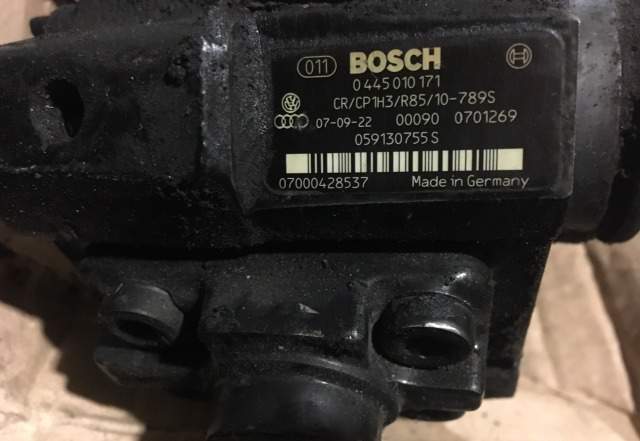 011 BOSCH
0 445 010 171
CR/CP1H3/R85/10-789S
07-09-22 00090 0701269
059130755 S
07000428537 Made in Germany